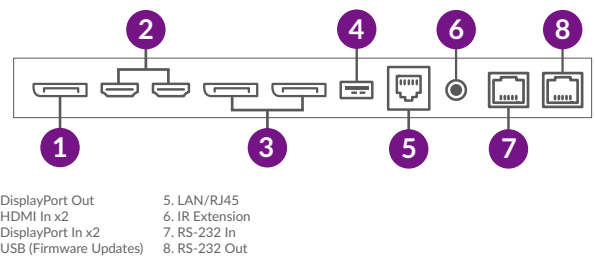 2
4
6
8
1
3
5
7
DisplayPort Out
HDMI In x2
DisplayPort In x2
USB (Firmware Updates)
5. LAN/RJ45
6. IR Extension
7. RS-232 In
8. RS-232 Out